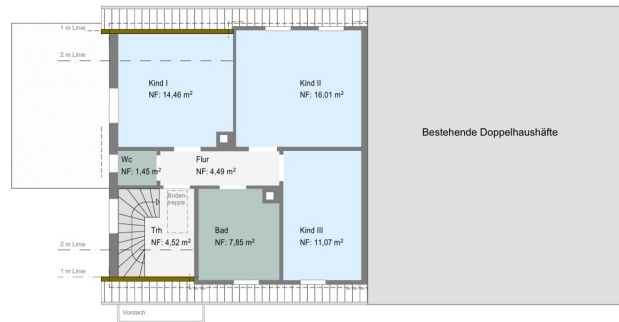 1 m Linie
2 m Linie
Kind I
NF: 14,46 m²
Kind II
NF: 16,01 m²
Bestehende Doppelhaushäfte
Wc
NF: 1,45 m²
Flur
NF: 4,49 m²
Boden-
treppe
Trh
NF: 4,52 m²
Bad
NF: 7,85 m²
Kind III
NF: 11,07 m²
2 m Linie
1 m Linie
Vordach